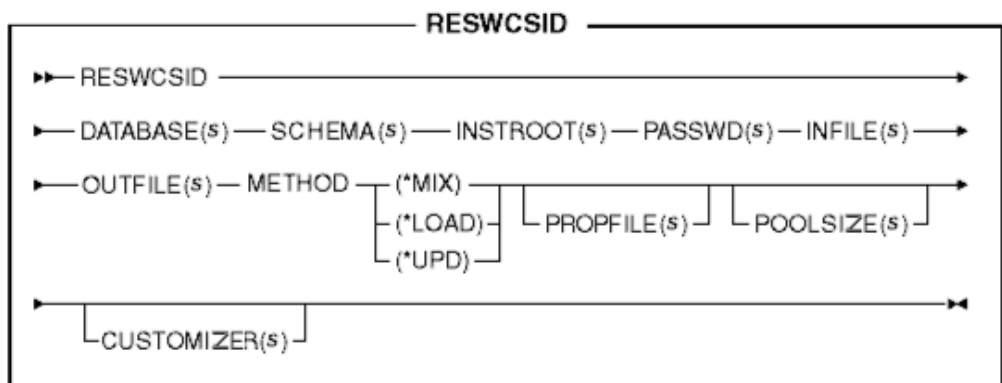 RESWCSID
RESWCSID
DATABASE(s) SCHEMA(s) INSTROOT(s) PASSWD(s) INFILE(s)
OUTFILE(s) METHOD (*MIX)
(*LOAD) PROPFILE(s) POOLSIZE(s)
(*UPD)
CUSTOMIZER(s)